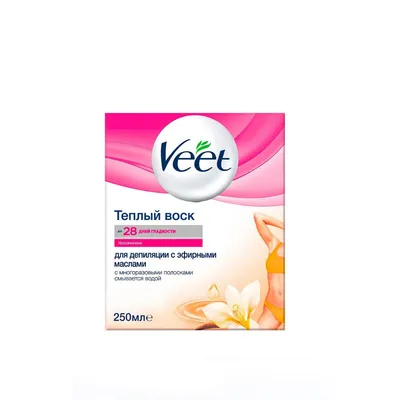 Veet
Теплый воск
до 28 дней гладкости
для депиляции с эфирными
маслами
с многоразовыми полосками
смывается водой
250мл℮